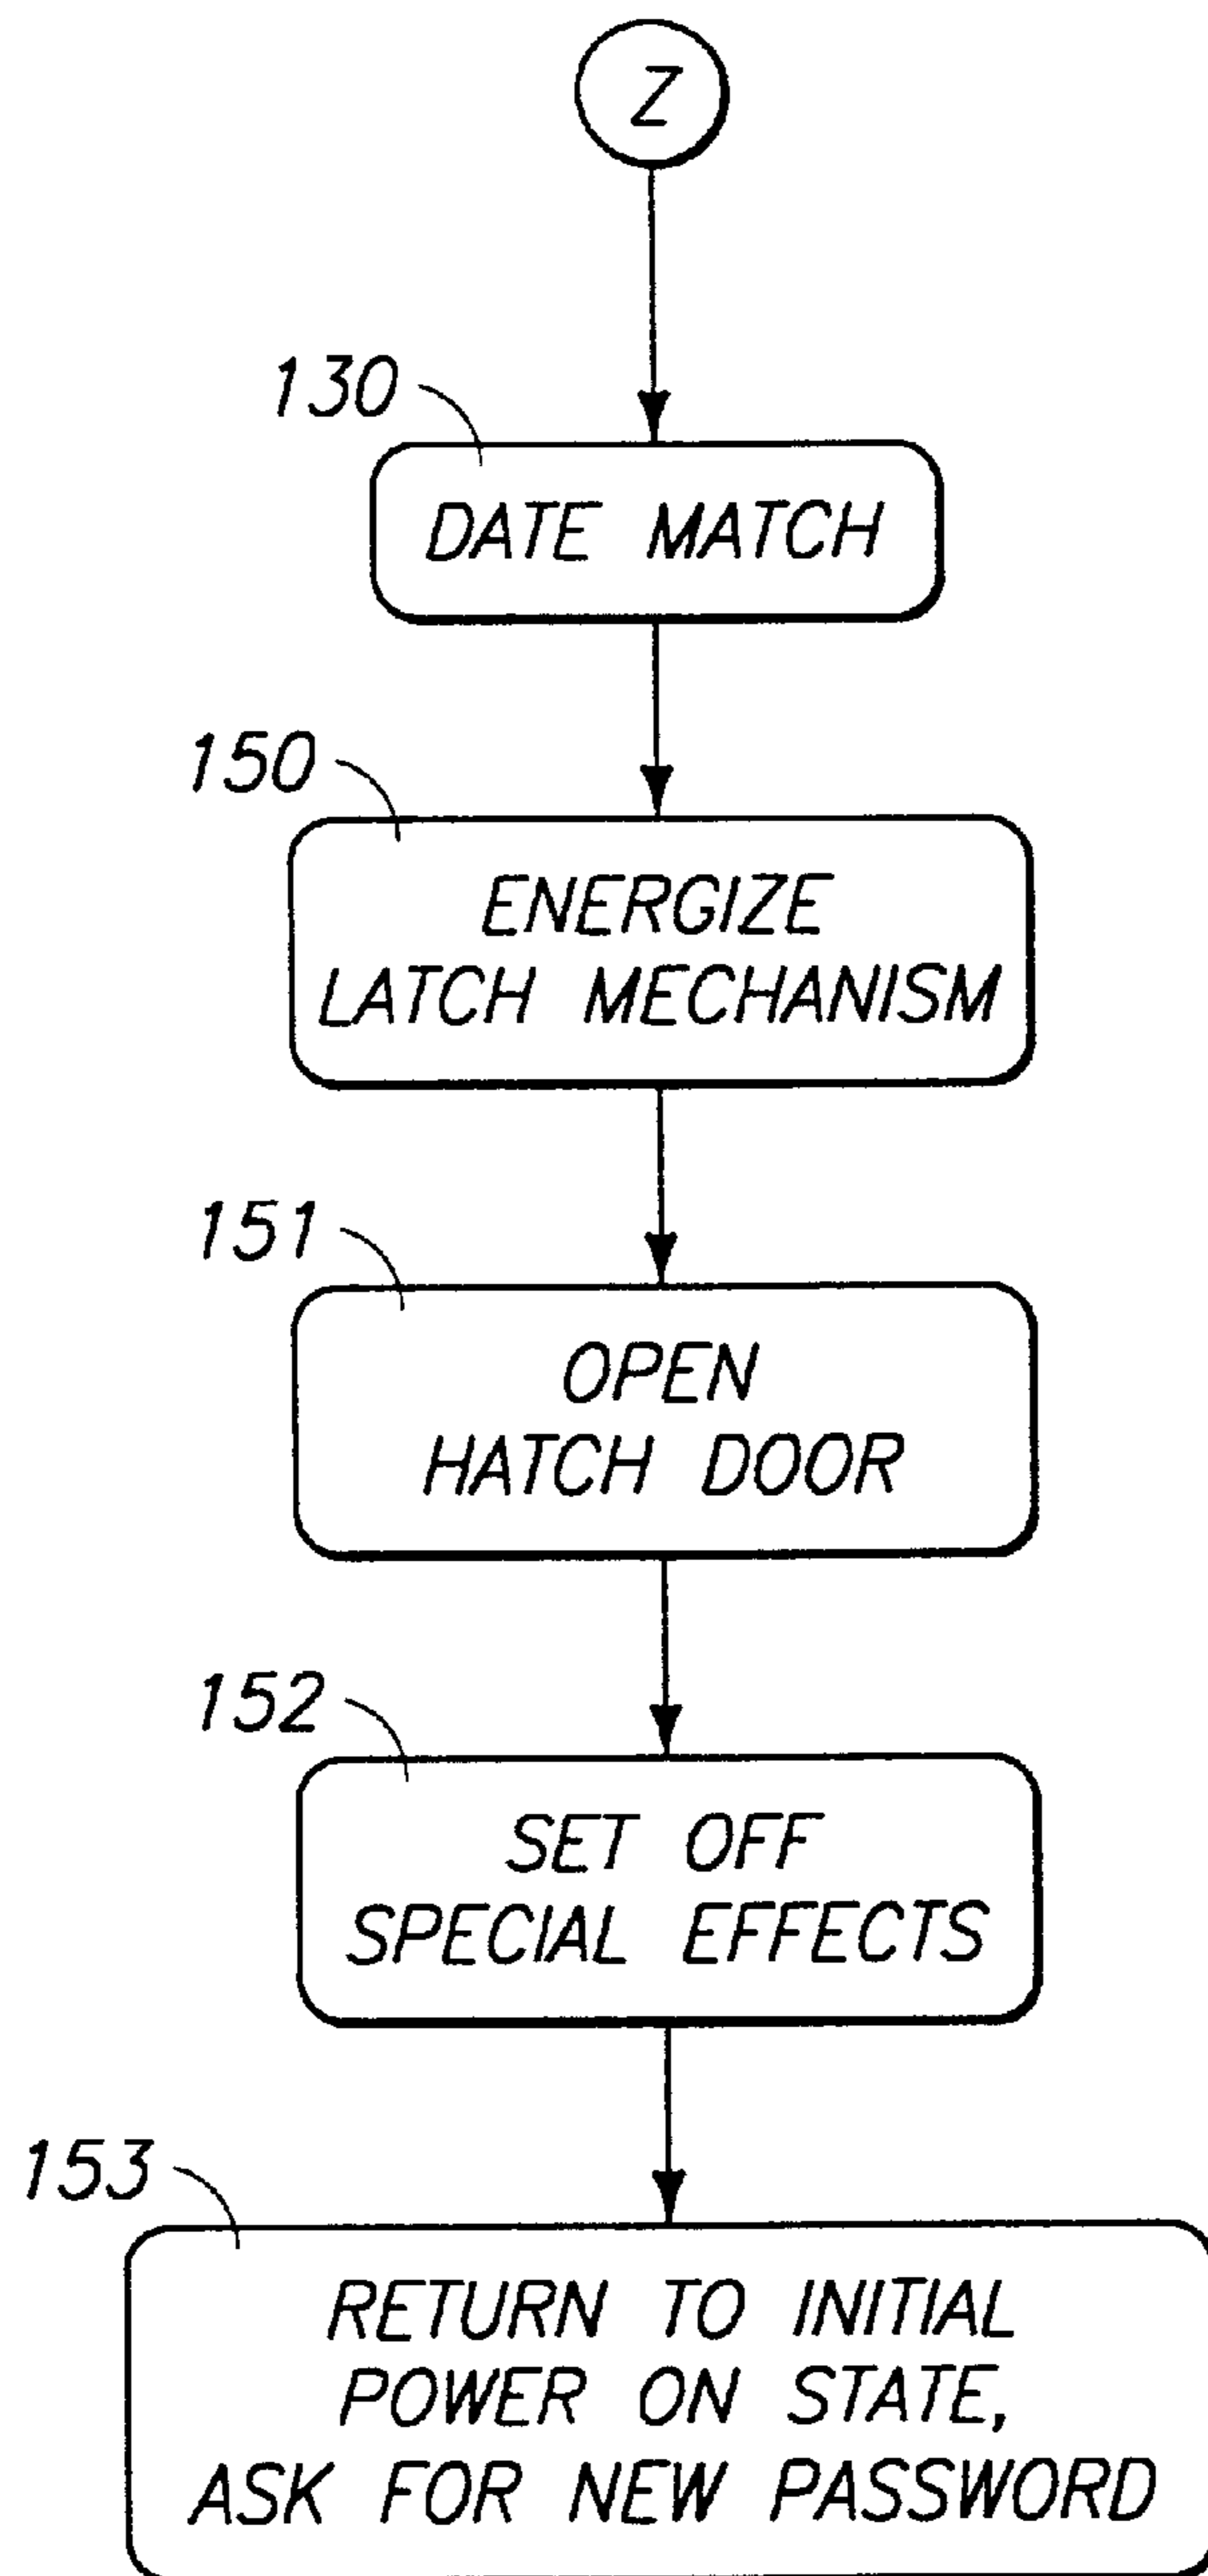 Z
130
DATE MATCH
150
ENERGIZE
LATCH MECHANISM
151
OPEN
HATCH DOOR
152
SET OFF
SPECIAL EFFECTS
153
RETURN TO INITIAL
POWER ON STATE,
ASK FOR NEW PASSWORD